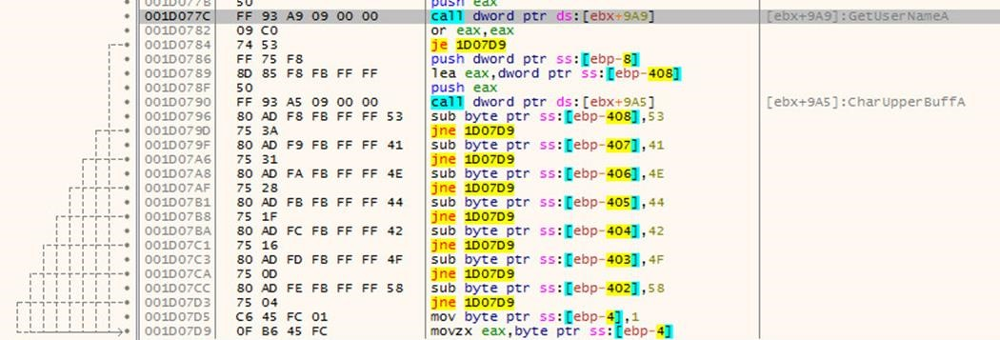 001D077B 50 push eax
001D077C FF 93 A9 09 00 00 call dword ptr ds:[ebx+9A9] [ebx+9A9]:GetUserNameA
001D0782 09 C0 or eax,eax
001D0784 74 53 je 1D07D9
001D0786 FF 75 F8 push dword ptr ss:[ebp-8]
001D0789 8D 85 F8 FB FF FF lea eax,dword ptr ss:[ebp-408]
001D078F 50 push eax
001D0790 FF 93 A5 09 00 00 call dword ptr ds:[ebx+9A5] [ebx+9A5]:CharUpperBuffA
001D0796 80 AD F8 FB FF FF 53 sub byte ptr ss:[ebp-408],53
001D079D 75 3A jne 1D07D9
001D079F 80 AD F9 FB FF FF 41 sub byte ptr ss:[ebp-407],41
001D07A6 75 31 jne 1D07D9
001D07A8 80 AD FA FB FF FF 4E sub byte ptr ss:[ebp-406],4E
001D07AF 75 28 jne 1D07D9
001D07B1 80 AD FB FB FF FF 44 sub byte ptr ss:[ebp-405],44
001D07B8 75 1F jne 1D07D9
001D07BA 80 AD FC FB FF FF 42 sub byte ptr ss:[ebp-404],42
001D07C1 75 16 jne 1D07D9
001D07C3 80 AD FD FB FF FF 4F sub byte ptr ss:[ebp-403],4F
001D07CA 75 0D jne 1D07D9
001D07CC 80 AD FE FB FF FF 58 sub byte ptr ss:[ebp-402],58
001D07D3 75 04 jne 1D07D9
001D07D5 C6 45 FC 01 mov byte ptr ss:[ebp-4],1
001D07D9 0F B6 45 FC movzx eax,byte ptr ss:[ebp-4]